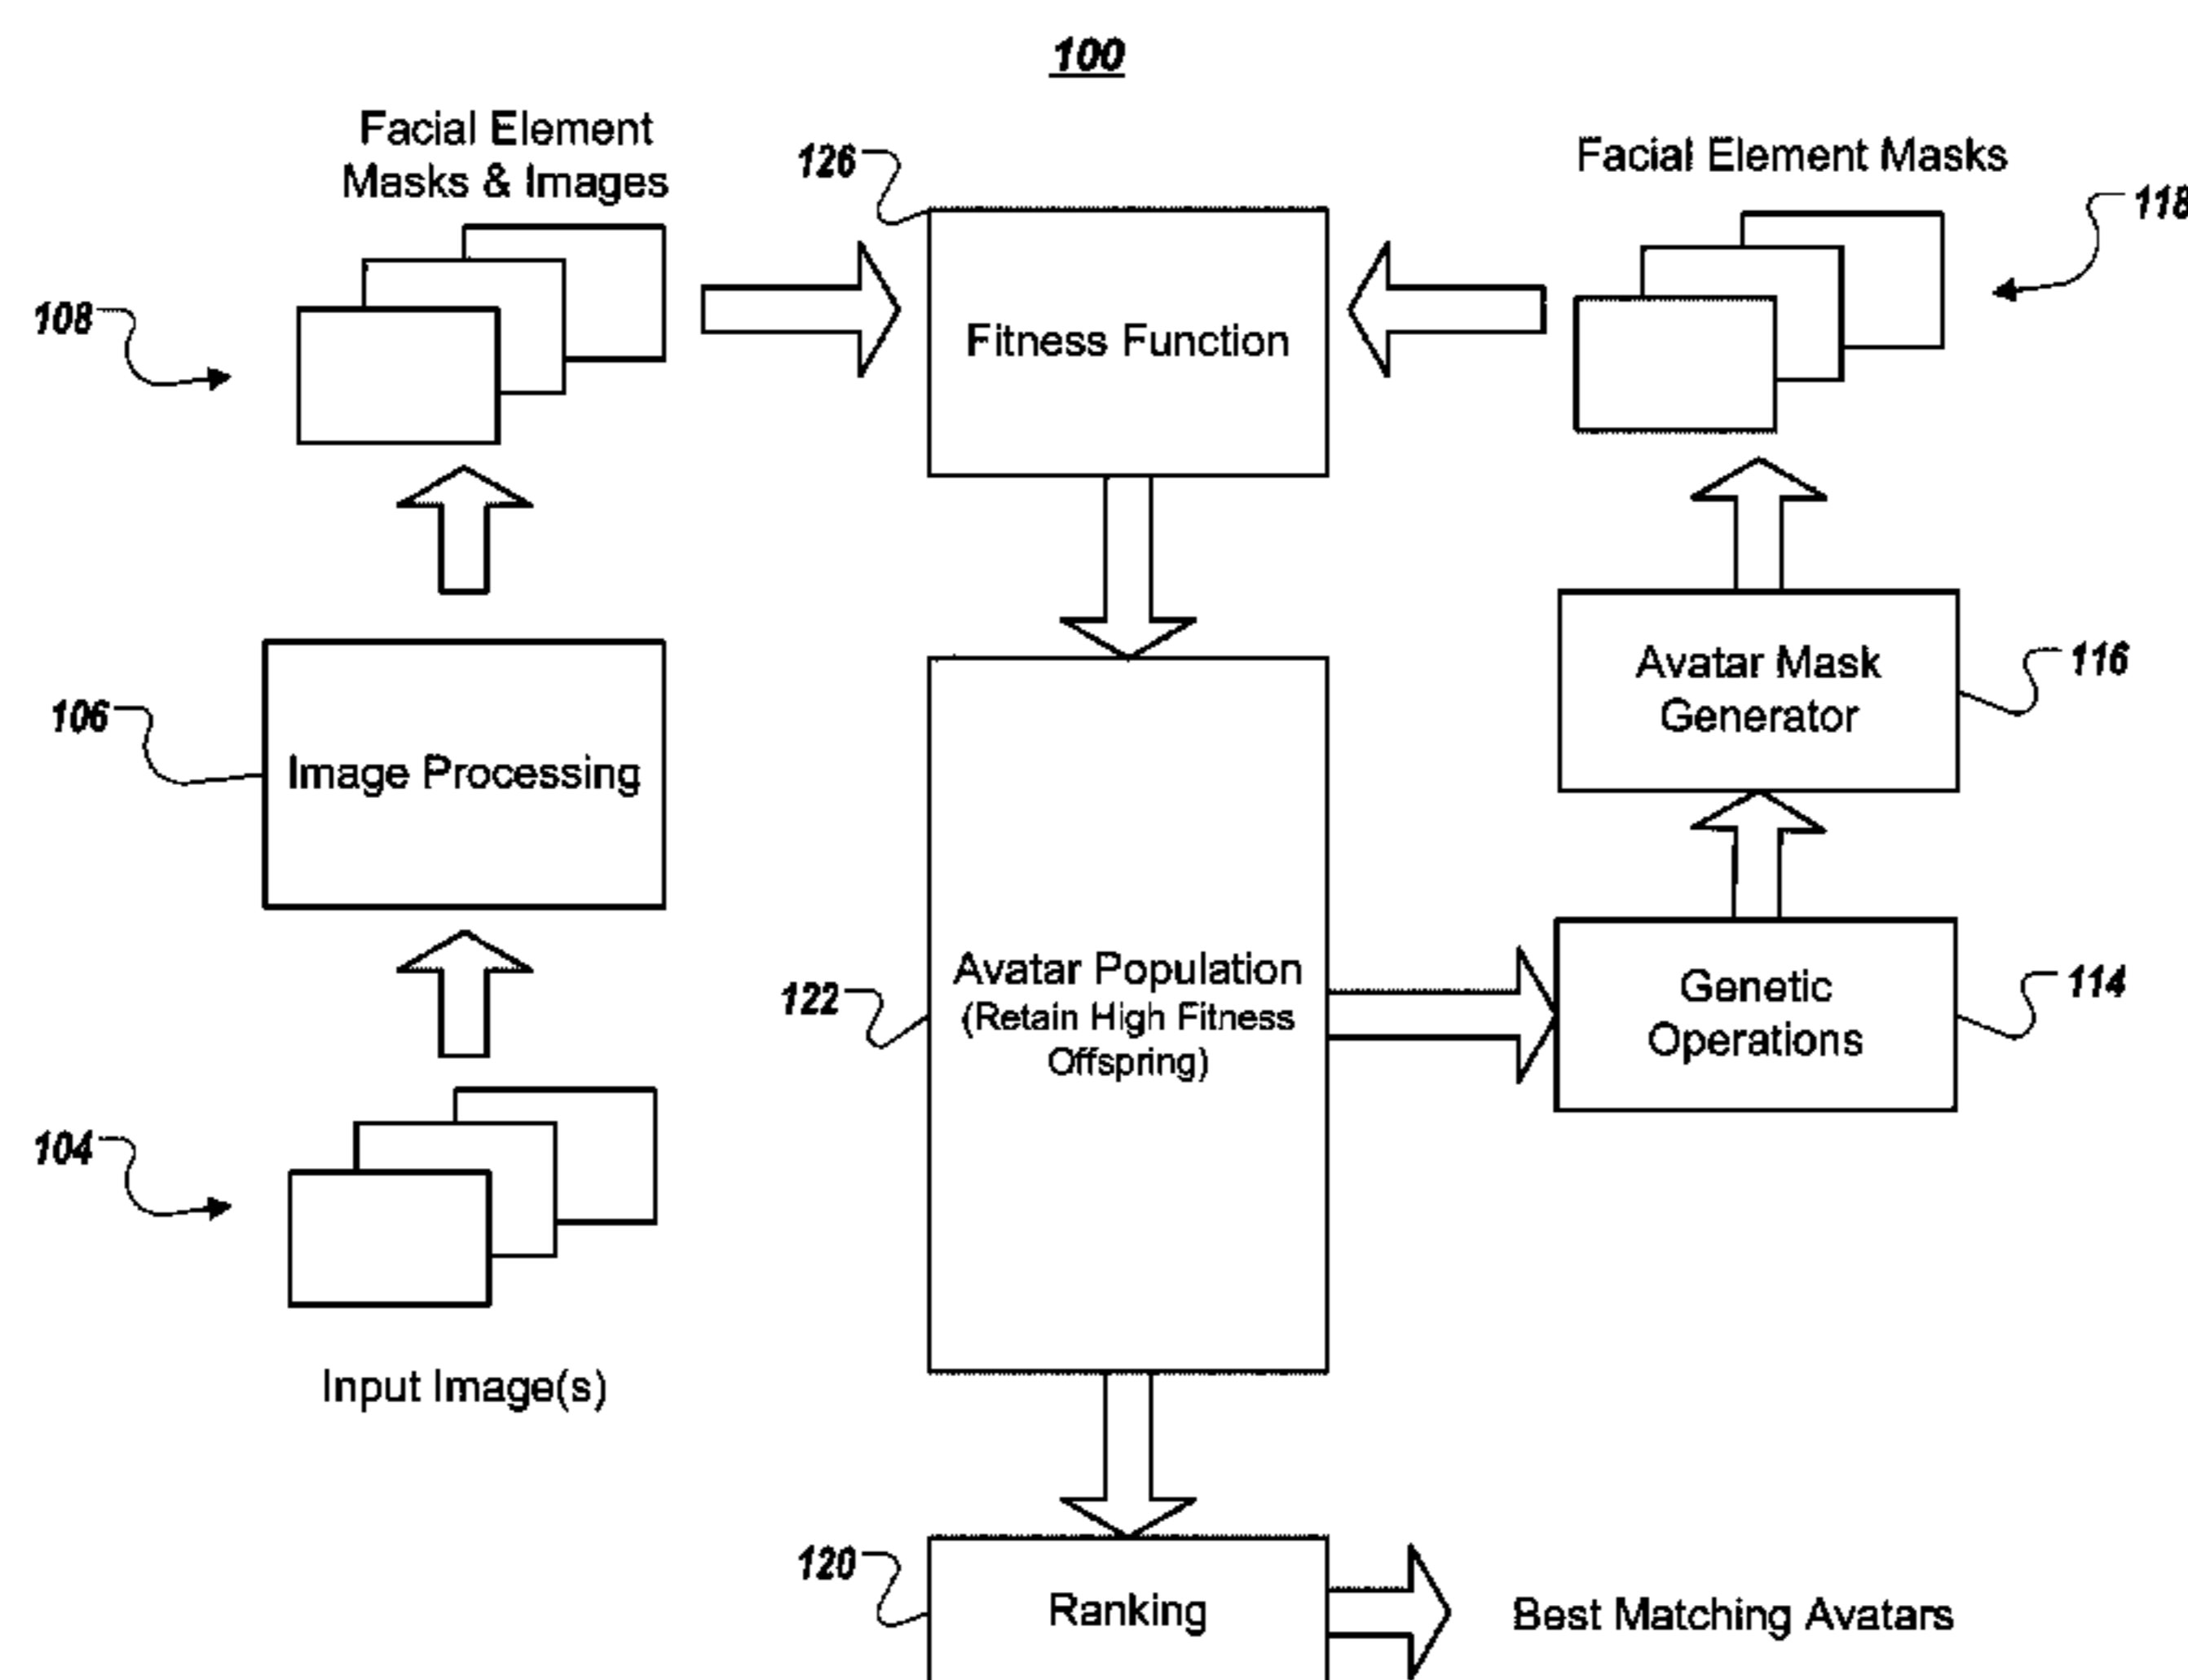 100
Facial Element
Masks & Images
126
Facial Element Masks
118
108
Fitness Function
106
Image Processing
Avatar Mask
Generator
116
122
Avatar Population
(Retain High Fitness
Offspring)
Genetic
Operations
114
104
Input Image(s)
120
Ranking
Best Matching Avatars